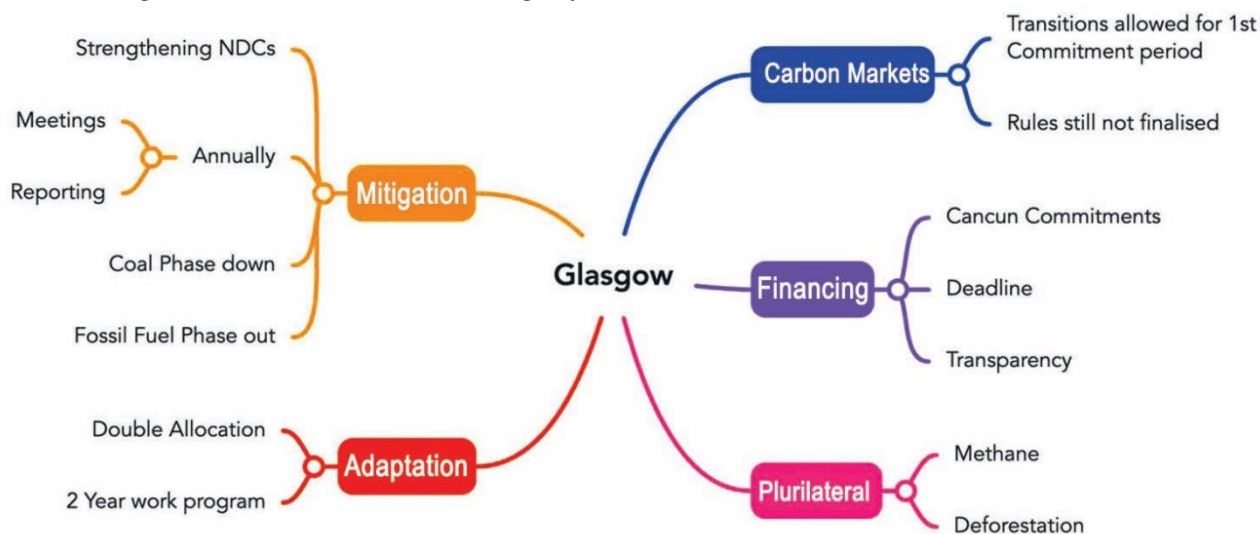 Glasgow
Mitigation
Strengthening NDCs
Annually
Meetings
Reporting
Coal Phase down
Fossil Fuel Phase out
Adaptation
Double Allocation
2 Year work program
Carbon Markets
Transitions allowed for 1st
Commitment period
Rules still not finalised
Financing
Cancun Commitments
Deadline
Transparency
Plurilateral
Methane
Deforestation